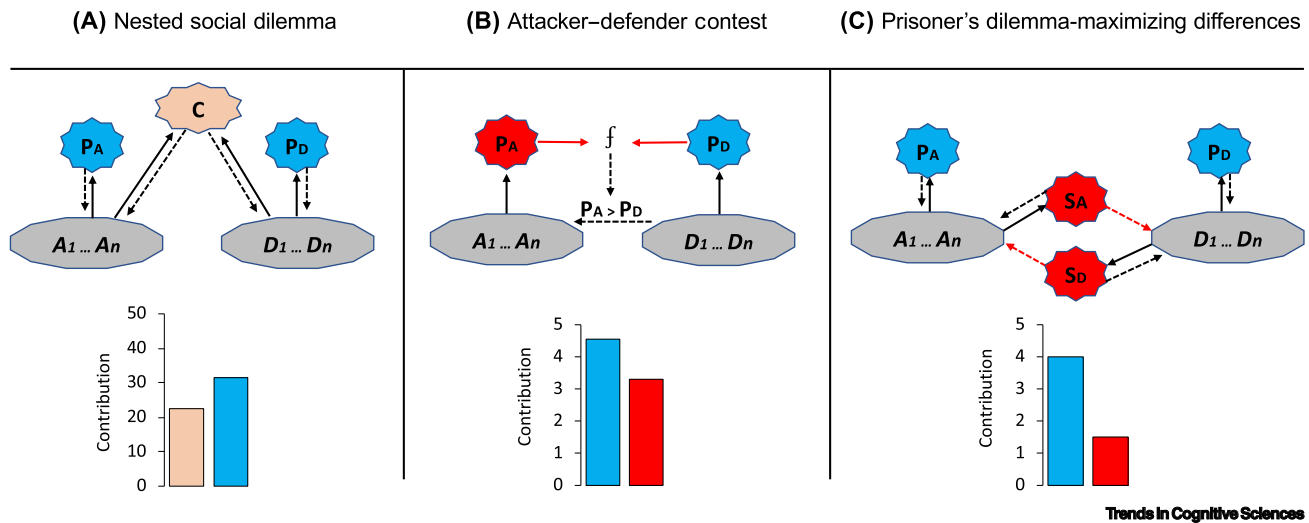 (A) Nested social dilemma
C
PA
PD
A1 ... An
D1 ... Dn
Contribution
50
40
30
20
10
0
(B) Attacker–defender contest
PA
⨍
PD
PA > PD
A1 ... An
D1 ... Dn
Contribution
5
4
3
2
1
0
(C) Prisoner’s dilemma-maximizing differences
PA
PD
SA
A1 ... An
D1 ... Dn
SD
Contribution
5
4
3
2
1
0
Trends in Cognitive Sciences